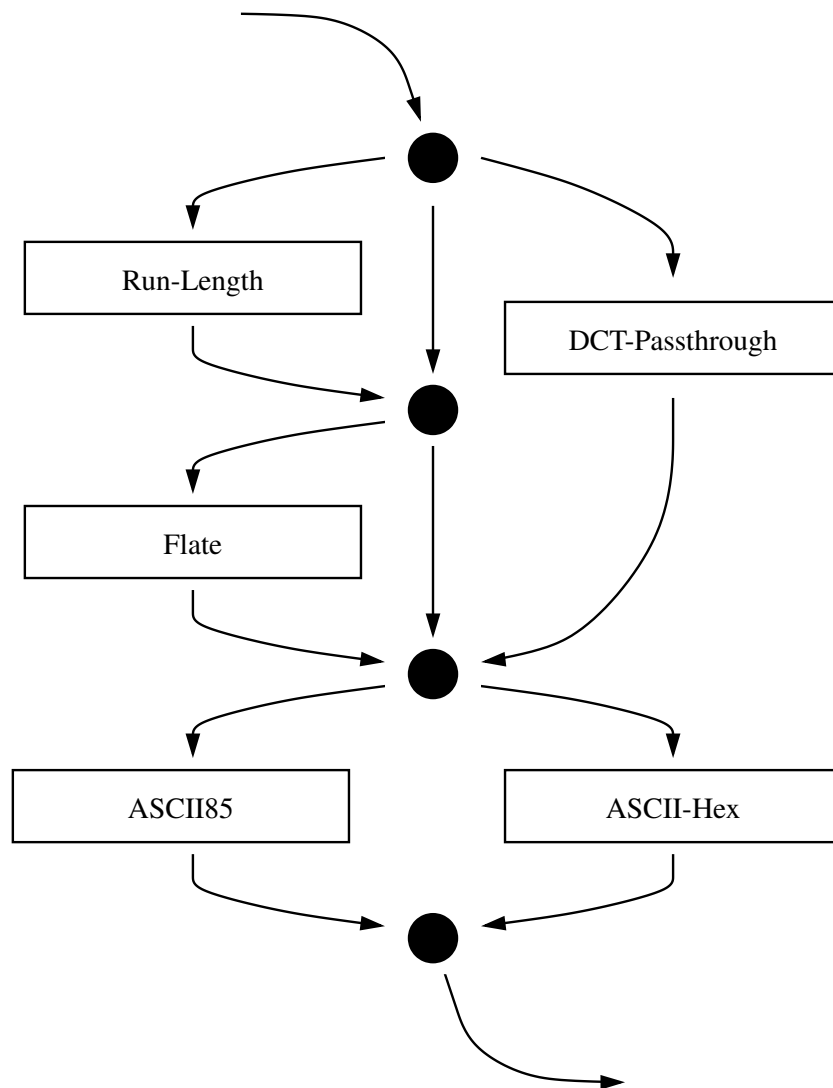 Run-Length
DCT-Passthrough
Flate
ASCII85
ASCII-Hex